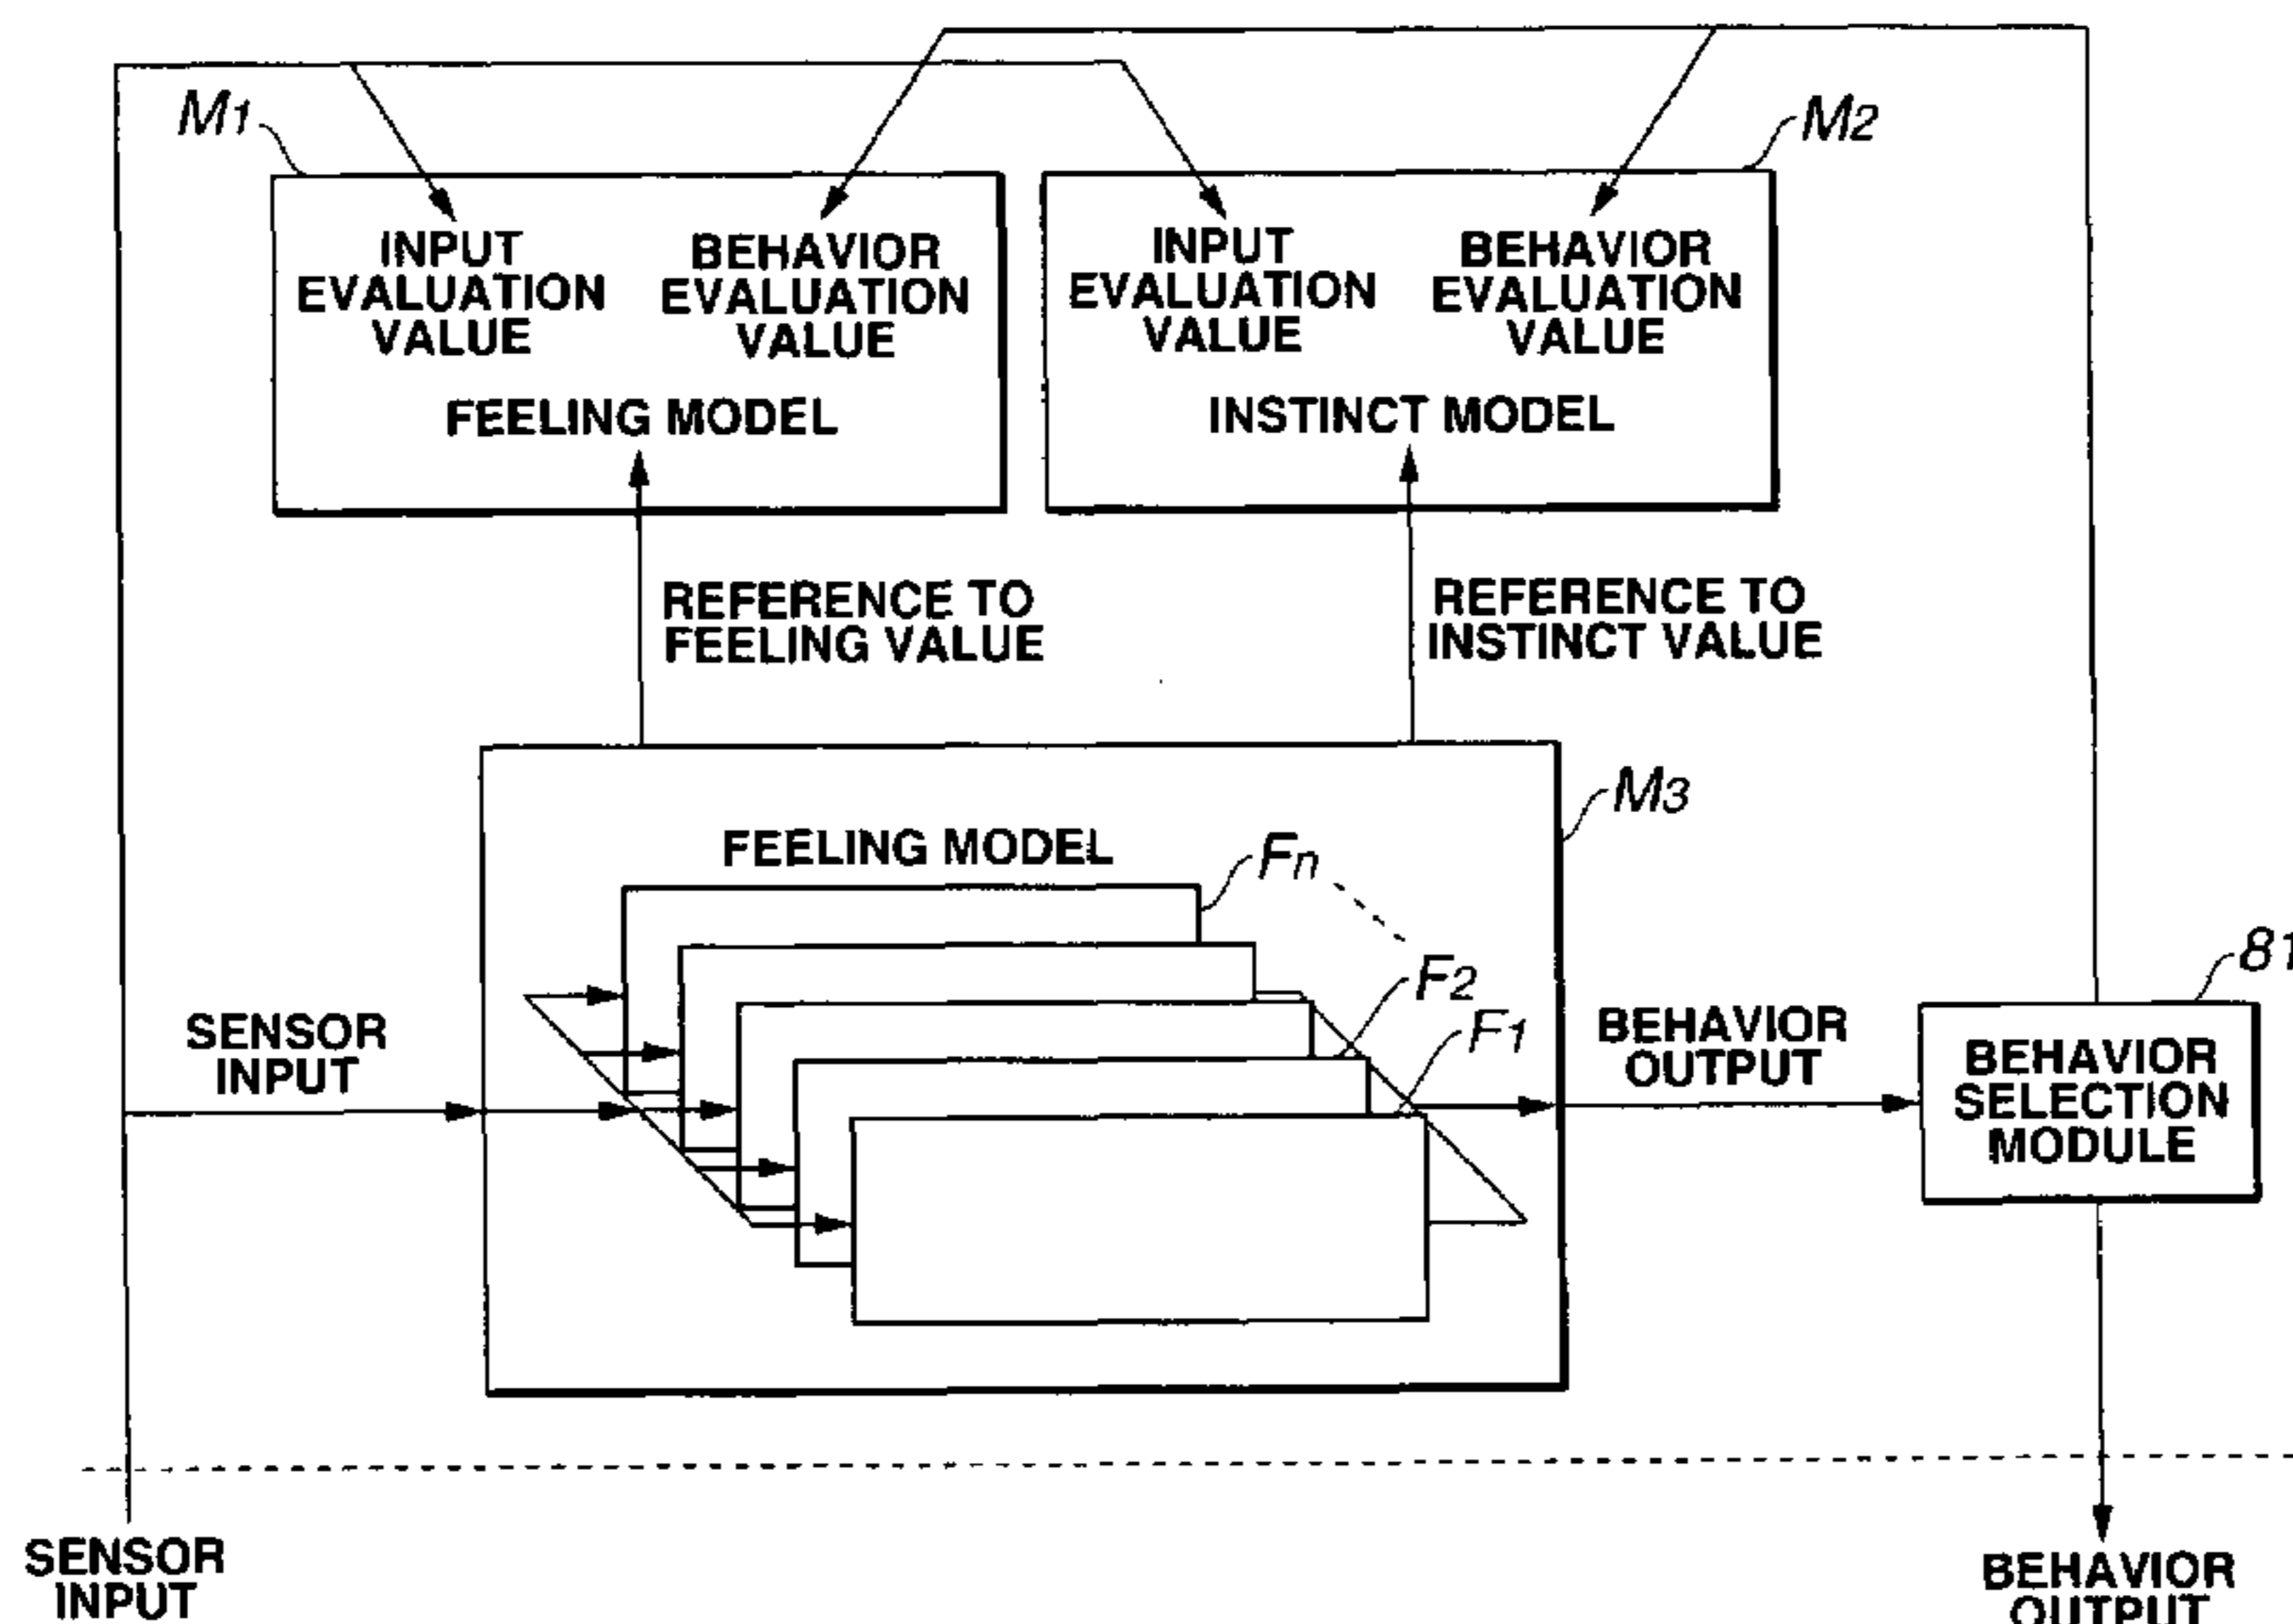 M1
M2
INPUT
EVALUATION
VALUE
BEHAVIOR
EVALUATION
VALUE
FEELING MODEL
INPUT
EVALUATION
VALUE
BEHAVIOR
EVALUATION
VALUE
INSTINCT MODEL
REFERENCE TO
FEELING VALUE
REFERENCE TO
INSTINCT VALUE
M3
FEELING MODEL
Fn
F2
F1
81
SENSOR
INPUT
BEHAVIOR
OUTPUT
BEHAVIOR
SELECTION
MODULE
SENSOR
INPUT
BEHAVIOR
OUTPUT